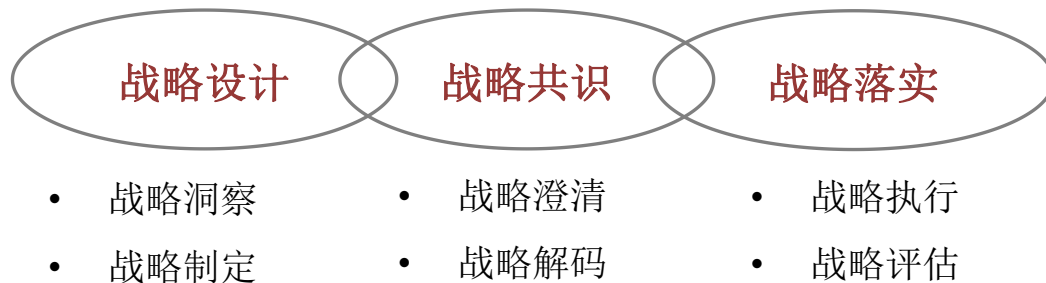 战略设计 战略共识 战略落实
• 战略洞察 • 战略澄清 • 战略执行
• 战略制定 • 战略解码 • 战略评估